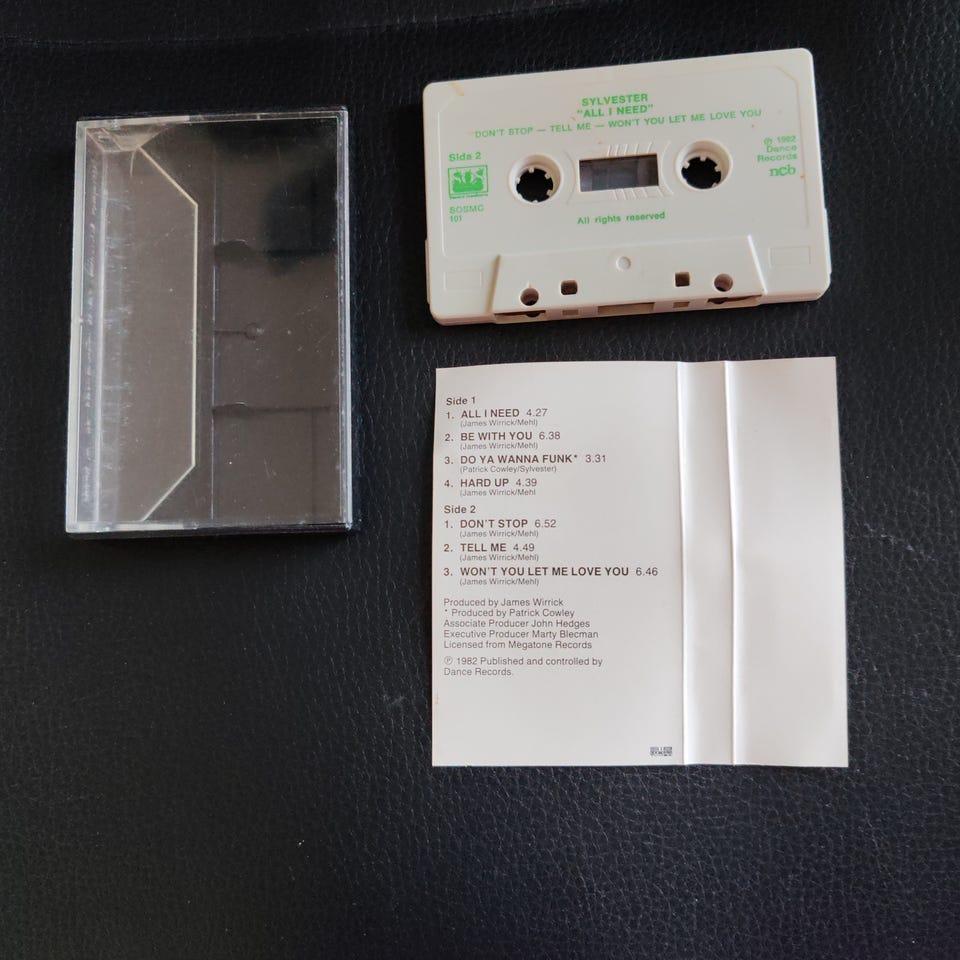 SYLVESTER
"ALL I NEED"
DON'T STOP — TELL ME — WON'T YOU LET ME LOVE YOU
Side 2
SOS
SOSMC
101
℗ 1982
Dance
Records
ncb
All rights reserved
Side 1
1. ALL I NEED 4.27
(James Wirrick/Mehl)
2. BE WITH YOU 6.38
(James Wirrick/Mehl)
3. DO YA WANNA FUNK* 3.31
(Patrick Cowley/Sylvester)
4. HARD UP 4.39
(James Wirrick/Mehl
Side 2
1. DON'T STOP 6.52
(James Wirrick/Mehl)
2. TELL ME 4.49
(James Wirrick/Mehl)
3. WON'T YOU LET ME LOVE YOU 6.46
(James Wirrick/Mehl)
Produced by James Wirrick
* Produced by Patrick Cowley
Associate Producer John Hedges
Executive Producer Marty Blecman
Licensed from Megatone Records
℗ 1982 Published and controlled by
Dance Records.